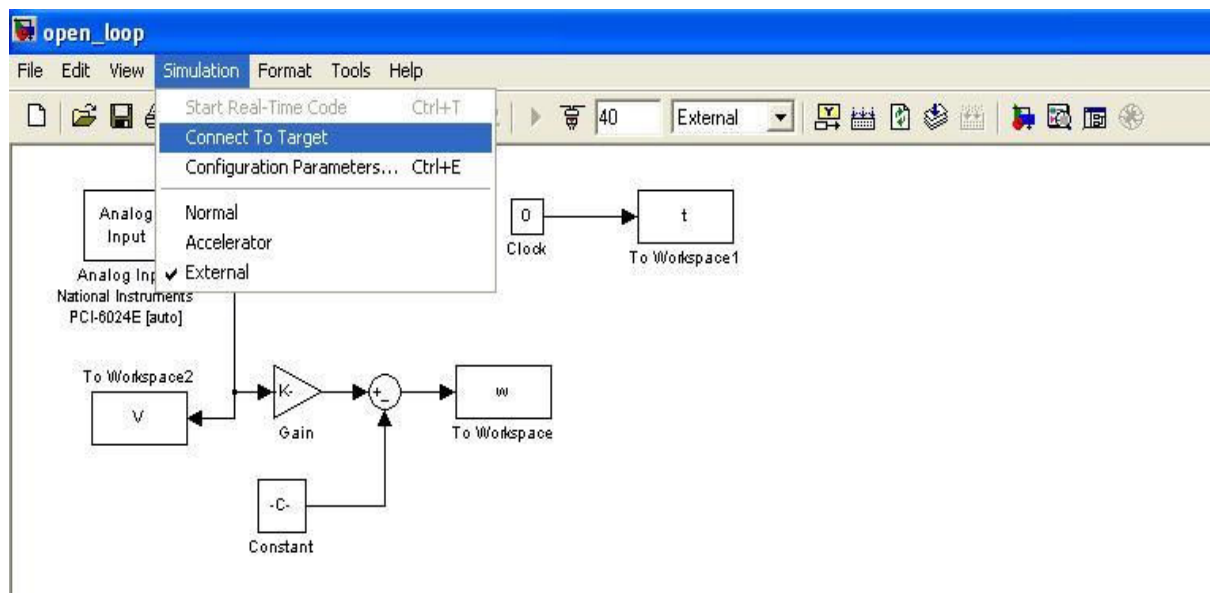 open_loop
File Edit View Simulation Format Tools Help
Start Real-Time Code Ctrl+T
Connect To Target
Configuration Parameters... Ctrl+E
Normal
Accelerator
External
40
External
Analog
Input
Analog Inp
National Instruments
PCI-6024E [auto]
0
Clock
t
To Workspace1
To Workspace2
V
-K-
Gain
+
-
w
To Workspace
-C-
Constant